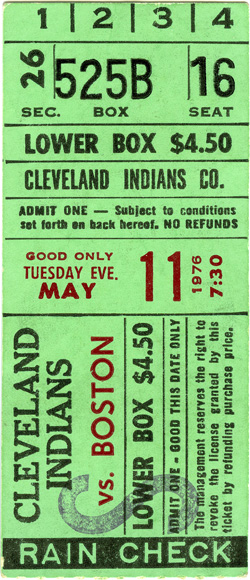 1 2 3 4
26 525B 16
SEC. BOX SEAT
LOWER BOX $4.50
CLEVELAND INDIANS CO.
ADMIT ONE — Subject to conditions
set forth on back hereof. NO REFUNDS
GOOD ONLY
TUESDAY EVE.
MAY
11
1976
7:30
CLEVELAND
INDIANS
vs. BOSTON
LOWER BOX $4.50
ADMIT ONE - GOOD THIS DATE ONLY
The management reserves the right to
revoke the license granted by this
ticket by refunding purchase price.
S
RAIN CHECK